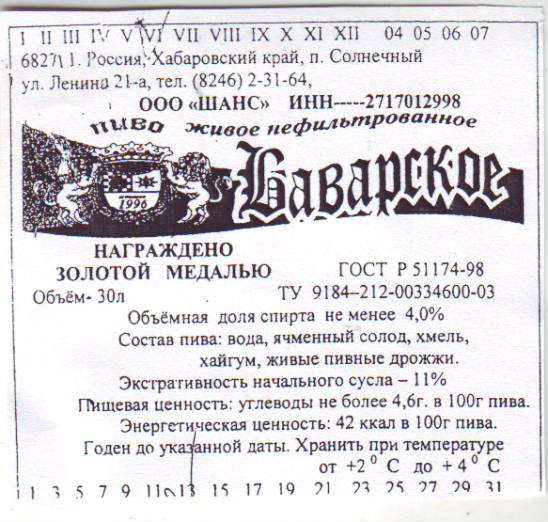 I II III IV V VI VII VIII IX X XI XII 04 05 06 07
6827\1. Россия, Хабаровский край, п. Солнечный
ул. Ленина 21-а, тел. (8246) 2-31-64,
ООО «ШАНС» ИНН-----2717012998
пиво живое нефильтрованное
Баварское
1996
НАГРАЖДЕНО
ЗОЛОТОЙ МЕДАЛЬЮ
ГОСТ Р 51174-98
Объём- 30л
ТУ 9184–212-00334600-03
Объёмная доля спирта не менее 4,0%
Состав пива: вода, ячменный солод, хмель,
хайгум, живые пивные дрожжи.
Экстративность начального сусла – 11%
Пищевая ценность: углеводы не более 4,6г. в 100г пива.
Энергетическая ценность: 42 ккал в 100г пива.
Годен до указанной даты. Хранить при температуре
от +2⁰ С до + 4⁰ С
1 3 5 7 9 11 13 15 17 19 21 23 25 27 29 31